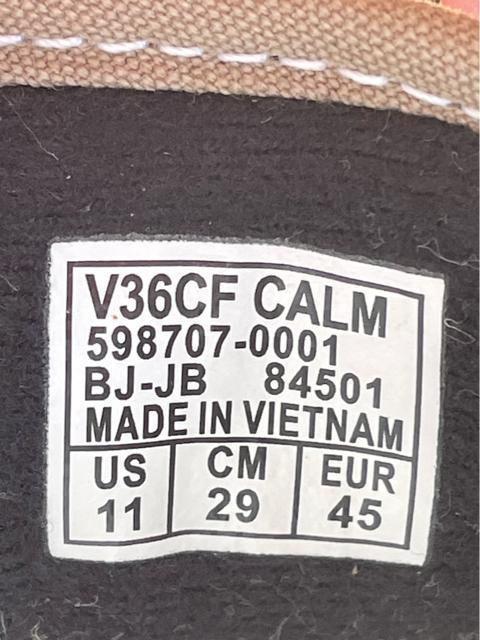 V36CF CALM
598707-0001
BJ-JB 84501
MADE IN VIETNAM
US CM EUR
11 29 45